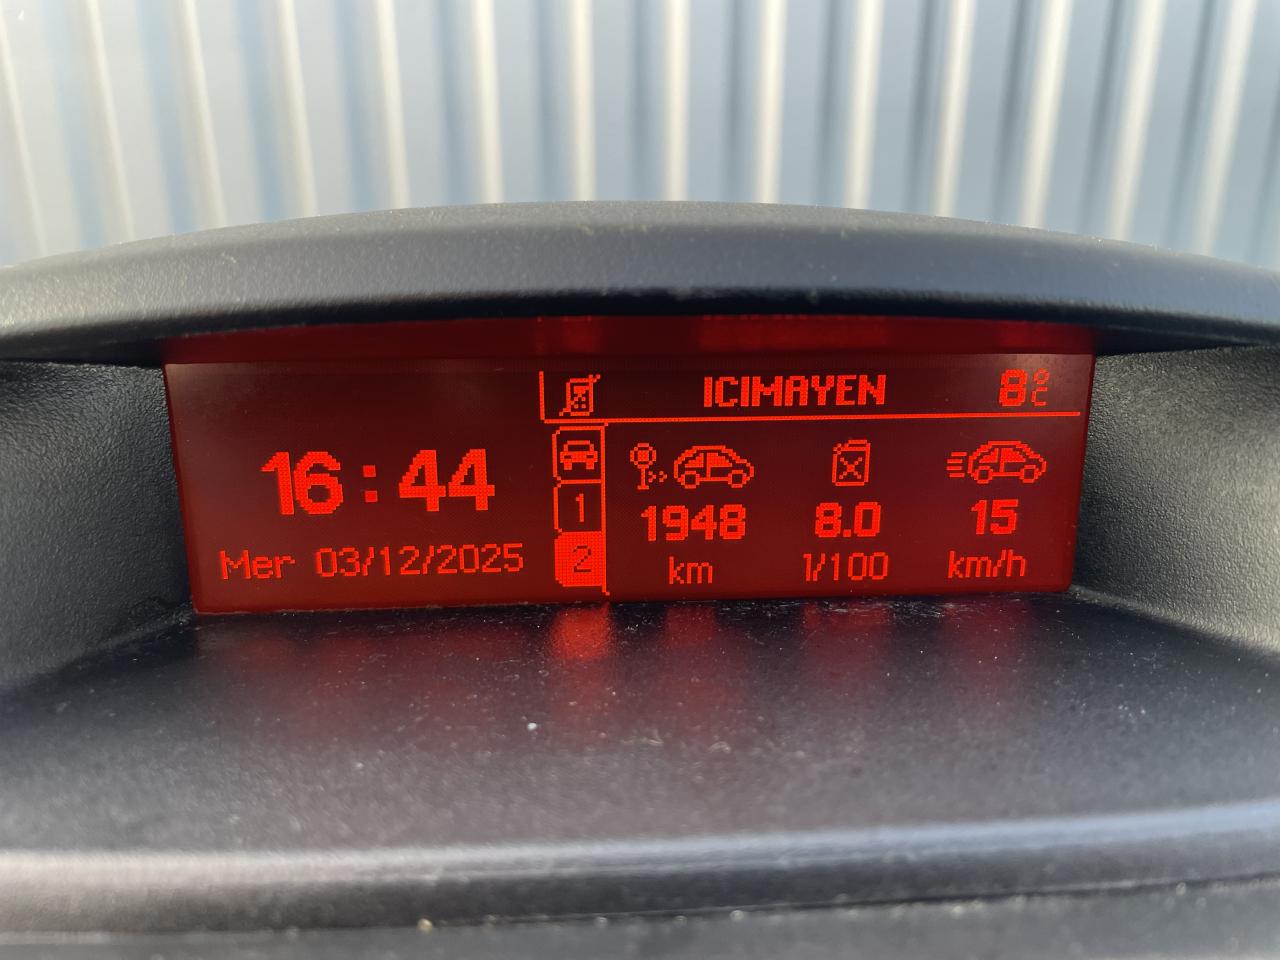 ICIMAYEN 8°C
16:44
Mer 03/12/2025
1
2
1948 8.0 15
km l/100 km/h